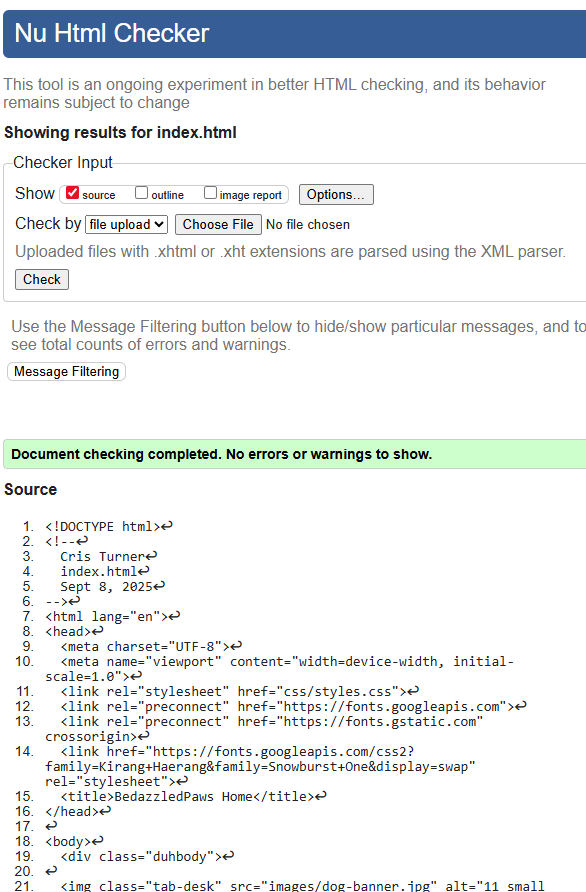 Nu Html Checker
This tool is an ongoing experiment in better HTML checking, and its behavior
remains subject to change
Showing results for index.html
Checker Input
Show source outline image report Options...
Check by file upload Choose File No file chosen
Uploaded files with .xhtml or .xht extensions are parsed using the XML parser.
Check
Use the Message Filtering button below to hide/show particular messages, and to
see total counts of errors and warnings.
Message Filtering
Document checking completed. No errors or warnings to show.
Source
1. <!DOCTYPE html>↩
2. <!--↩
3. Cris Turner↩
4. index.html↩
5. Sept 8, 2025↩
6. -->↩
7. <html lang="en">↩
8. <head>↩
9. <meta charset="UTF-8">↩
10. <meta name="viewport" content="width=device-width, initial-
scale=1.0">↩
11. <link rel="stylesheet" href="css/styles.css">↩
12. <link rel="preconnect" href="https://fonts.googleapis.com">↩
13. <link rel="preconnect" href="https://fonts.gstatic.com"
crossorigin>↩
14. <link href="https://fonts.googleapis.com/css2?
family=Kirang+Haerang&family=Snowburst+One&display=swap"
rel="stylesheet">↩
15. <title>BedazzledPaws Home</title>↩
16. </head>↩
17. ↩
18. <body>↩
19. <div class="duhbody">↩
20. ↩
21. <img class="tab-desk" src="images/dog-banner.jpg" alt="11 small